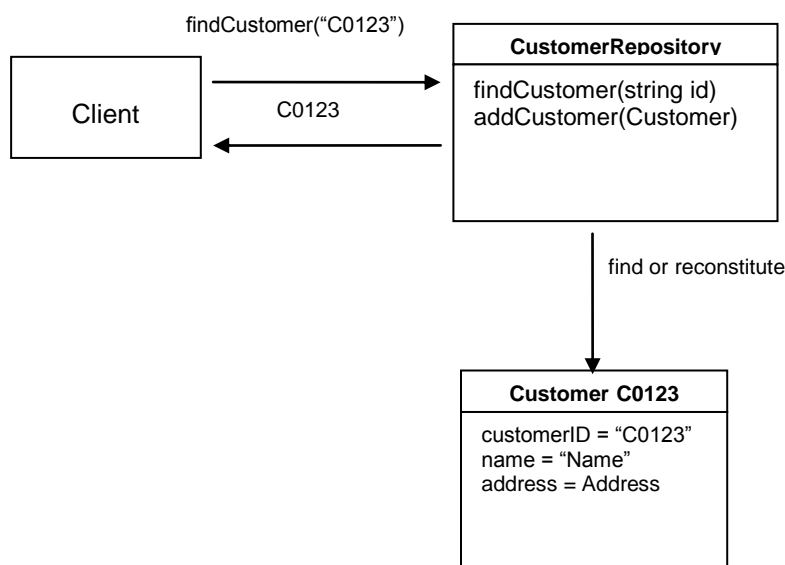 findCustomer(“C0123”)
CustomerRepository
Client
C0123
findCustomer(string id)
addCustomer(Customer)
find or reconstitute
Customer C0123
customerID = “C0123”
name = “Name”
address = Address